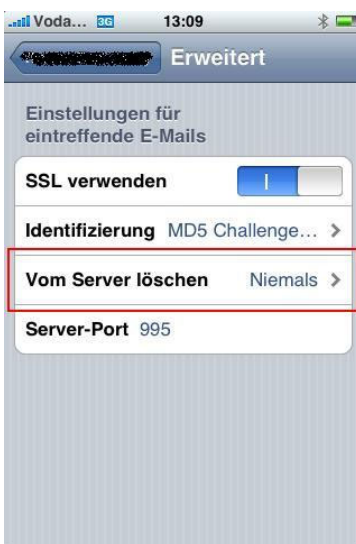 Voda... 3G 13:09
Erweitert
Einstellungen für
eintreffende E-Mails
SSL verwenden
Identifizierung MD5 Challenge... >
Vom Server löschen Niemals >
Server-Port 995